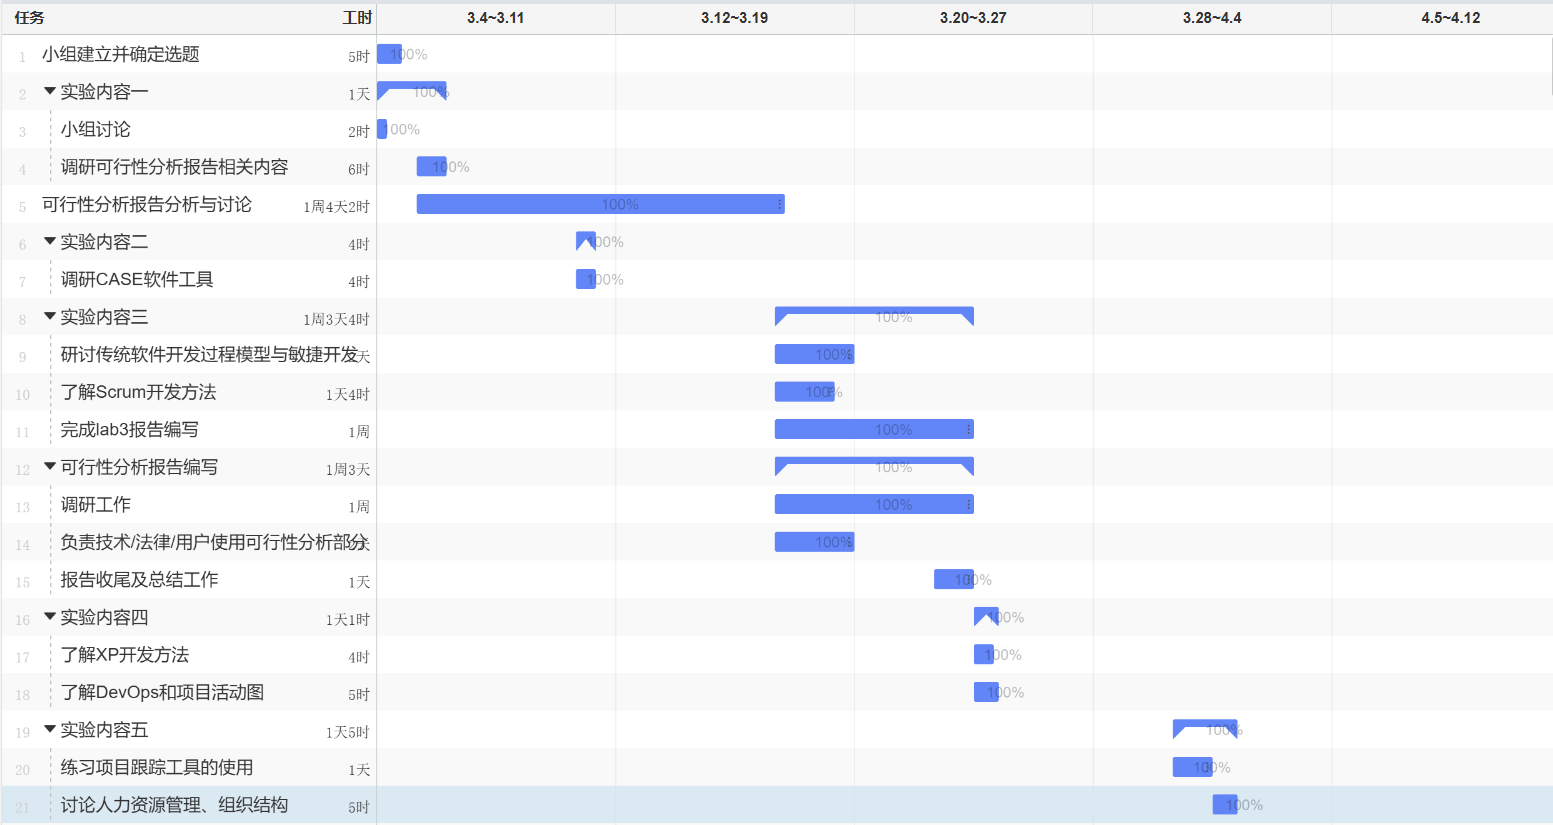 任务 工时 3.4~3.11 3.12~3.19 3.20~3.27 3.28~4.4 4.5~4.12
1 小组建立并确定选题 5时 100%
2 实验内容一 1天 100%
3 小组讨论 2时 100%
4 调研可行性分析报告相关内容 6时 100%
5 可行性分析报告分析与讨论 1周4天2时 100%
6 实验内容二 4时 100%
7 调研CASE软件工具 4时 100%
8 实验内容三 1周3天4时 100%
9 研讨传统软件开发过程模型与敏捷开发 天 100%
10 了解Scrum开发方法 1天4时 100%
11 完成lab3报告编写 1周 100%
12 可行性分析报告编写 1周3天 100%
13 调研工作 1周 100%
14 负责技术/法律/用户使用可行性分析部分 100%
15 报告收尾及总结工作 1天 100%
16 实验内容四 1天1时 100%
17 了解XP开发方法 4时 100%
18 了解DevOps和项目活动图 5时 100%
19 实验内容五 1天5时 100%
20 练习项目跟踪工具的使用 1天 100%
21 讨论人力资源管理、组织结构 5时 100%